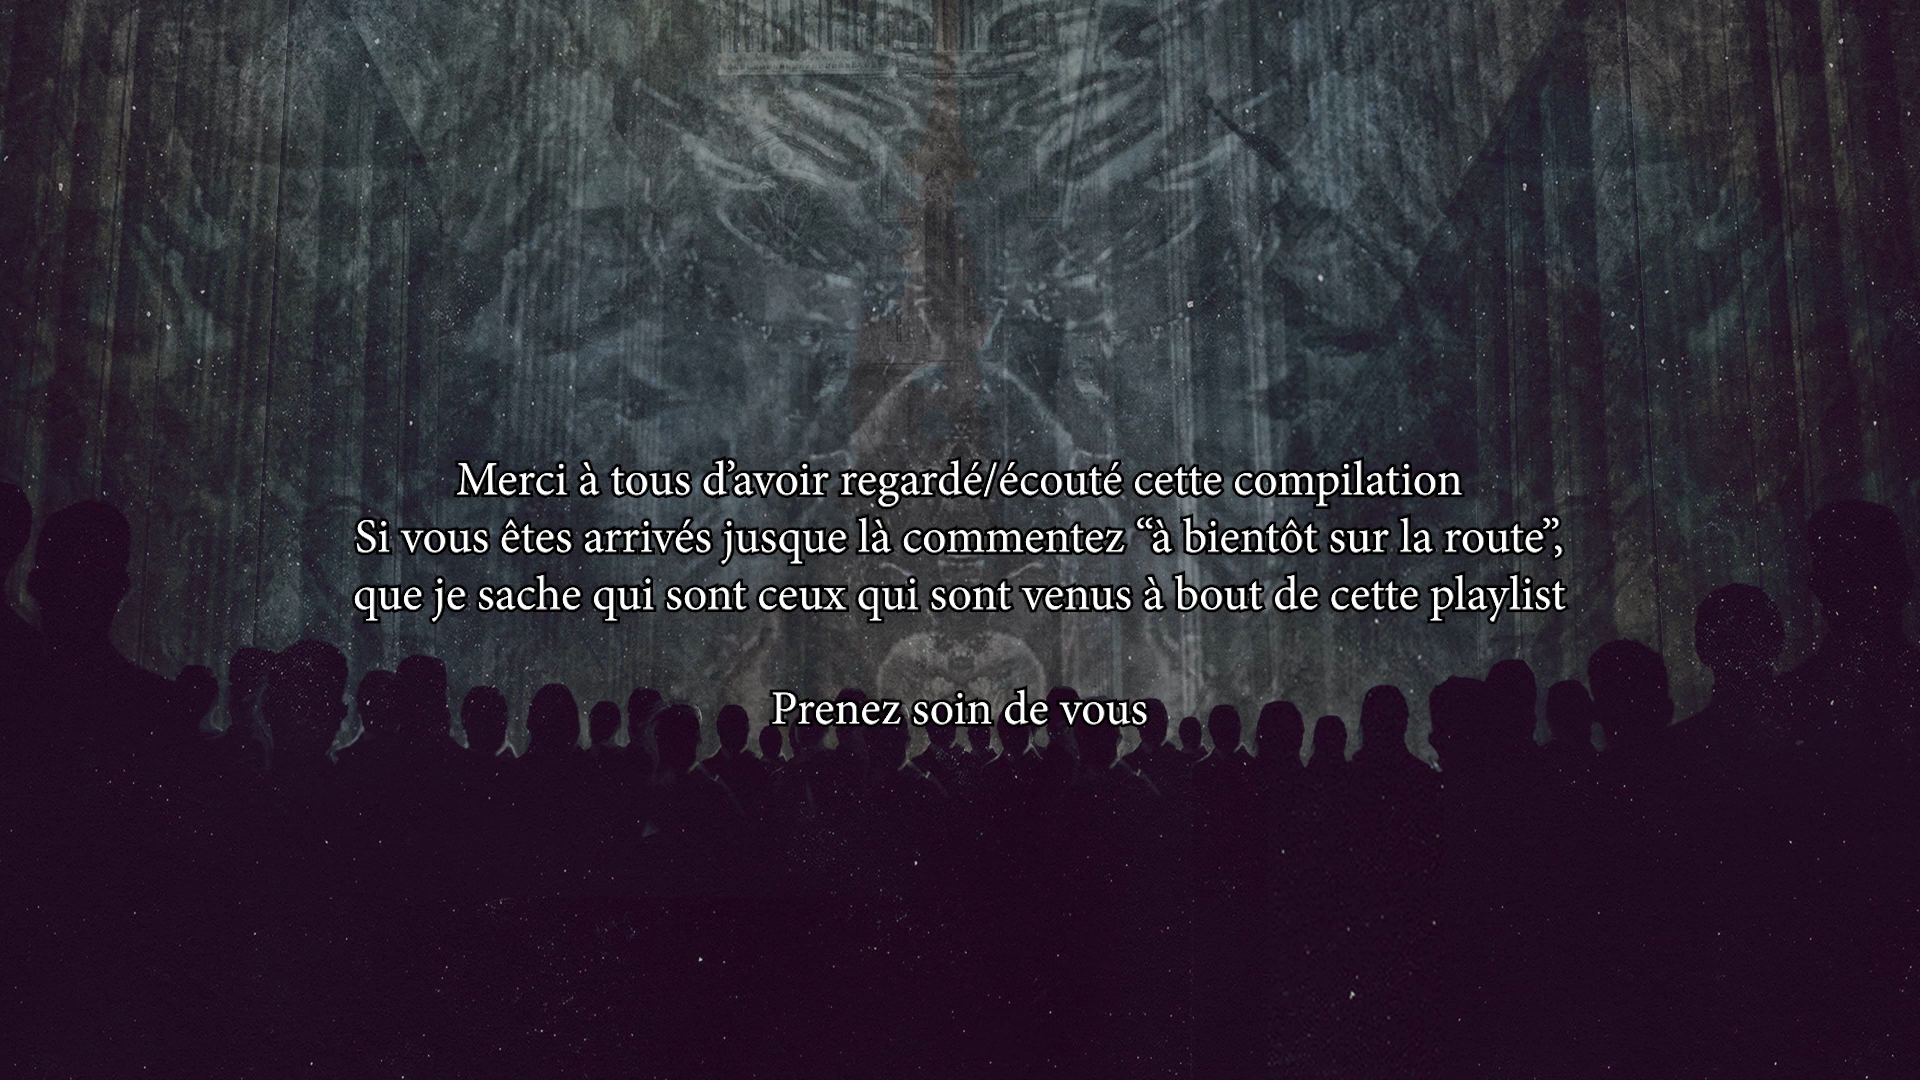 Merci à tous d’avoir regardé/écouté cette compilation
Si vous êtes arrivés jusque là commentez “à bientôt sur la route”,
que je sache qui sont ceux qui sont venus à bout de cette playlist
Prenez soin de vous